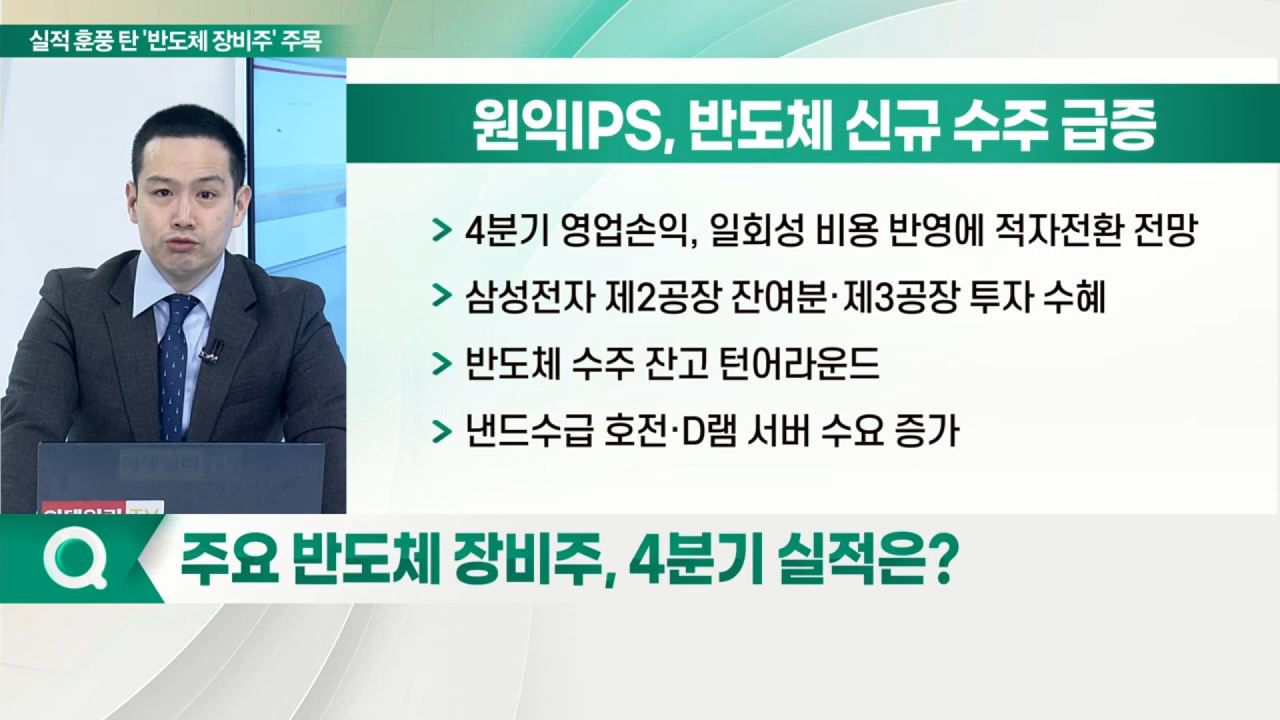 실적 훈풍 탄 '반도체 장비주' 주목
원익IPS, 반도체 신규 수주 급증
> 4분기 영업손익, 일회성 비용 반영에 적자전환 전망
> 삼성전자 제2공장 잔여분·제3공장 투자 수혜
> 반도체 수주 잔고 턴어라운드
> 낸드수급 호전·D램 서버 수요 증가
이데일리 TV
Q 주요 반도체 장비주, 4분기 실적은?